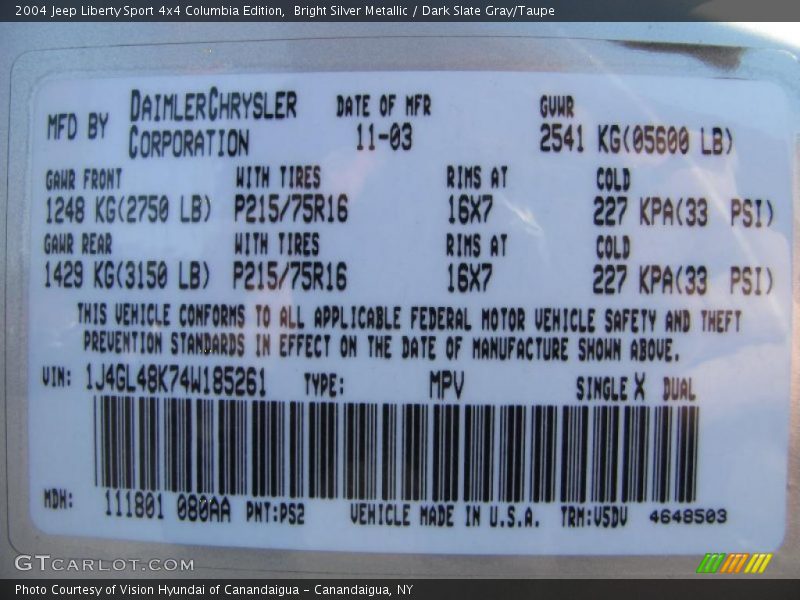 2004 Jeep Liberty Sport 4x4 Columbia Edition,  Bright Silver Metallic / Dark Slate Gray/Taupe
MFD BY DAIMLERCHRYSLER CORPORATION DATE OF MFR 11-03 GVWR 2541 KG(05600 LB)
GAWR FRONT WITH TIRES RIMS AT COLD
1248 KG(2750 LB) P215/75R16 16X7 227 KPA(33 PSI)
GAWR REAR WITH TIRES RIMS AT COLD
1429 KG(3150 LB) P215/75R16 16X7 227 KPA(33 PSI)
THIS VEHICLE CONFORMS TO ALL APPLICABLE FEDERAL MOTOR VEHICLE SAFETY AND THEFT
PREVENTION STANDARDS IN EFFECT ON THE DATE OF MANUFACTURE SHOWN ABOVE.
VIN: 1J4GL48K74W185261 TYPE: MPV SINGLE X DUAL
MDH: 111801 080AA PNT:PS2 VEHICLE MADE IN U.S.A. TRM:V5DV 4648503
GTCARLOT.COM
Photo Courtesy of Vision Hyundai of Canandaigua - Canandaigua, NY